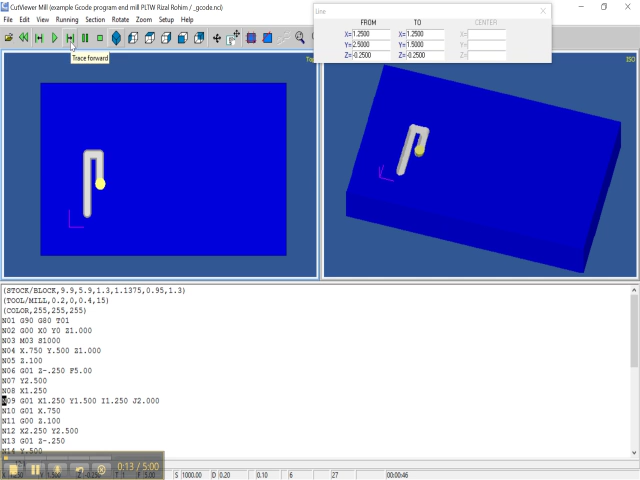 CutViewer Mill (example Gcode program end mill PLTW Rizal Rohim / _gcode.nci)
File Edit View Running Section Rotate Zoom Setup Help
Trace forward
Line
FROM TO CENTER
X= 1.2500 X= 1.2500 X=
Y= 2.5000 Y= 1.5000 Y=
Z= -0.2500 Z= -0.2500 Z=
ISO
(STOCK/BLOCK,9.9,5.9,1.3,1.1375,0.95,1.3)
(TOOL/MILL,0.2,0,0.4,15)
(COLOR,255,255,255)
N01 G90 G80 T01
N02 G00 X0 Y0 Z1.000
N03 M03 S1000
N04 X.750 Y.500 Z1.000
N05 Z.100
N06 G01 Z-.250 F5.00
N07 Y2.500
N08 X1.250
N09 G01 X1.250 Y1.500 I1.250 J2.000
N10 G01 X.750
N11 G00 Z.100
N12 X2.250 Y2.500
N13 G01 Z-.250
N14 Y.500
0:13 / 5:00
S 1000.00 D 0.20 0.10 6 27 00:00:46